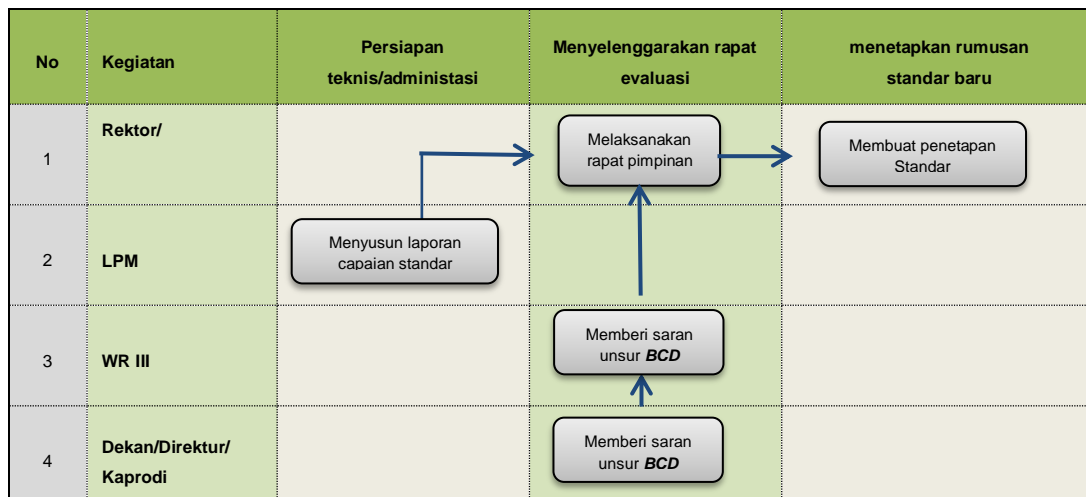 No
Kegiatan
Persiapan
teknis/administasi
Menyelenggarakan rapat
evaluasi
menetapkan rumusan
standar baru
1
Rektor/
Melaksanakan
rapat pimpinan
Membuat penetapan
Standar
2
LPM
Menyusun laporan
capaian standar
3
WR III
Memberi saran
unsur BCD
4
Dekan/Direktur/
Kaprodi
Memberi saran
unsur BCD